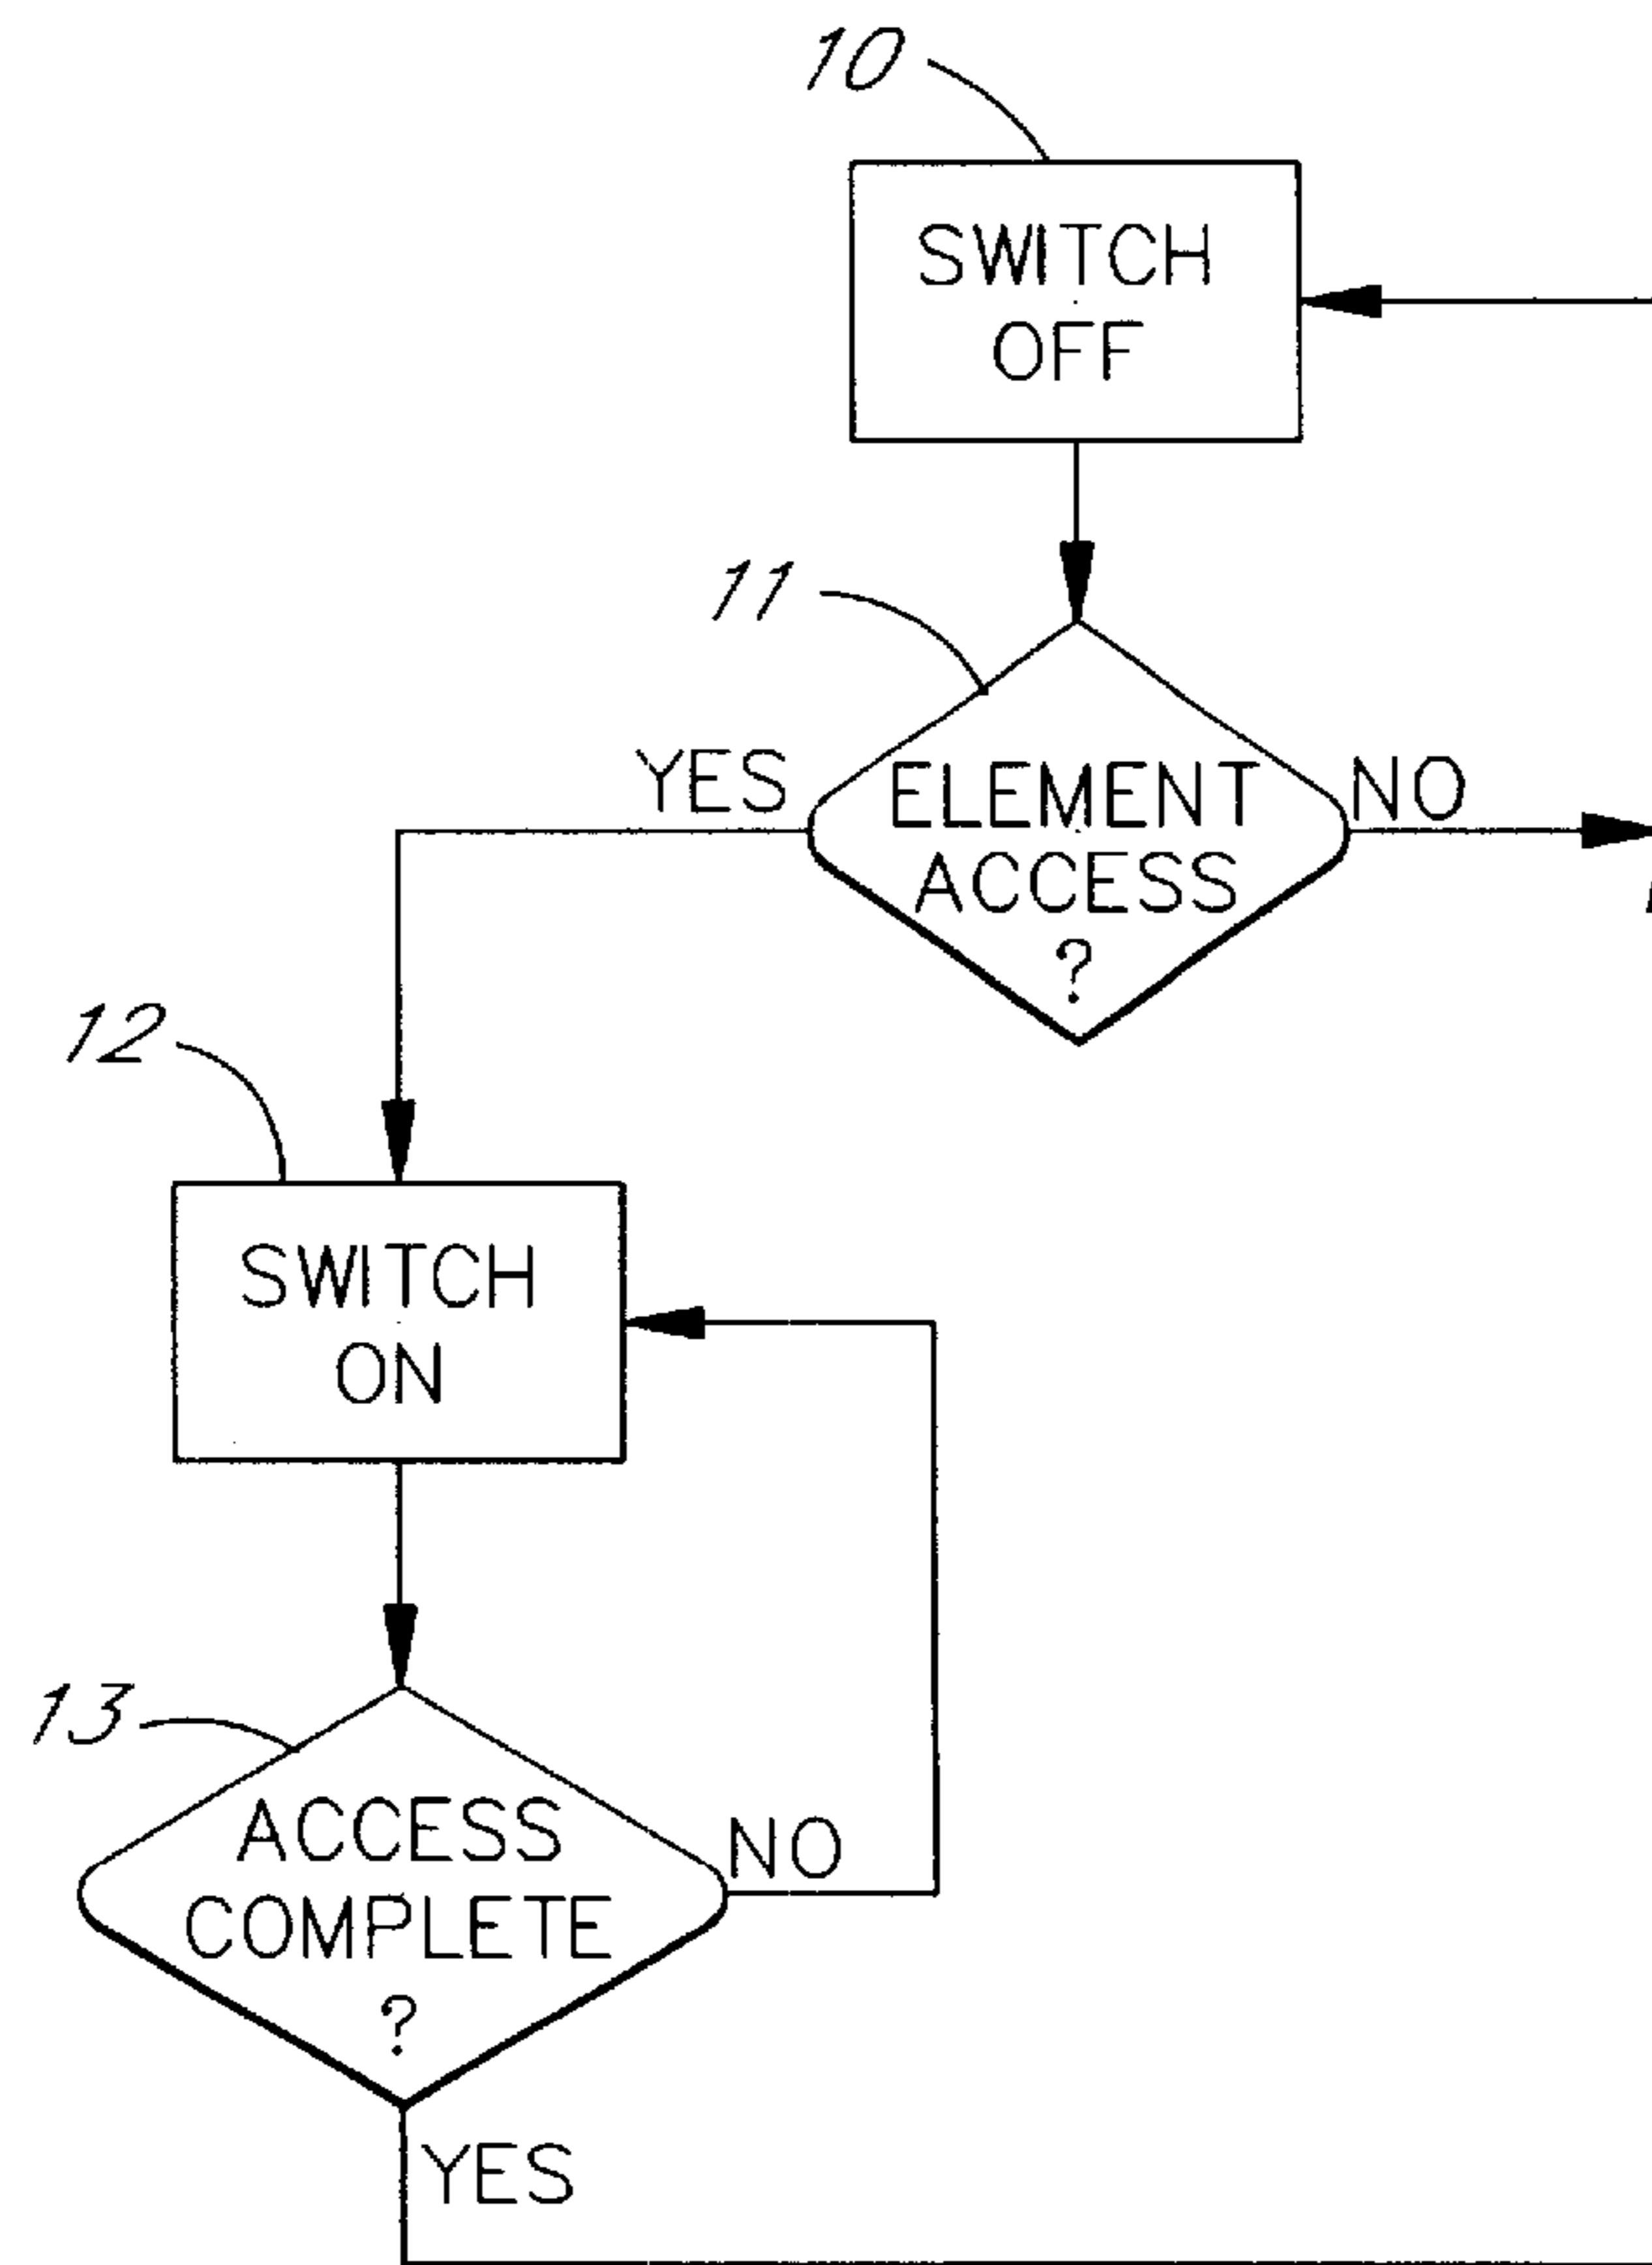 10
SWITCH
OFF
11
YES
ELEMENT
ACCESS
?
NO
12
SWITCH
ON
13
ACCESS
COMPLETE
?
NO
YES